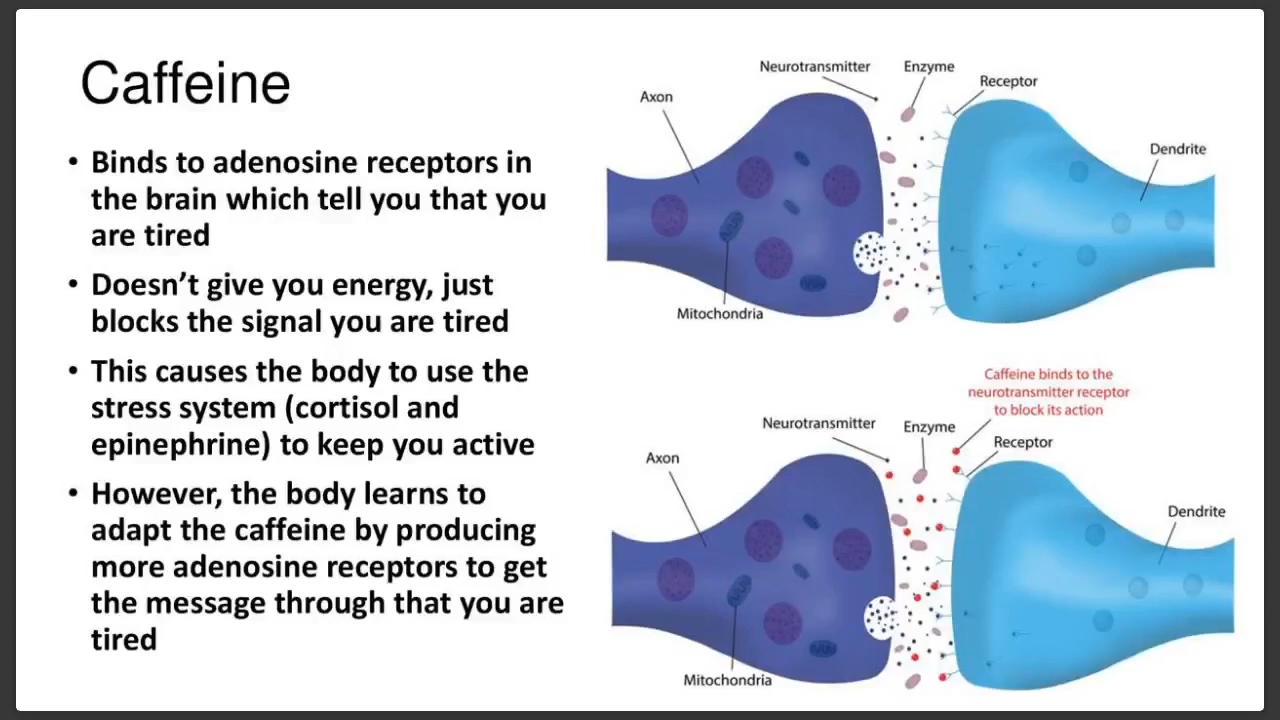 Caffeine
• Binds to adenosine receptors in
the brain which tell you that you
are tired
• Doesn’t give you energy, just
blocks the signal you are tired
• This causes the body to use the
stress system (cortisol and
epinephrine) to keep you active
• However, the body learns to
adapt the caffeine by producing
more adenosine receptors to get
the message through that you are
tired
Neurotransmitter
Enzyme
Receptor
Axon
Dendrite
Mitochondria
Caffeine binds to the
neurotransmitter receptor
to block its action
Neurotransmitter
Enzyme
Receptor
Axon
Dendrite
Mitochondria